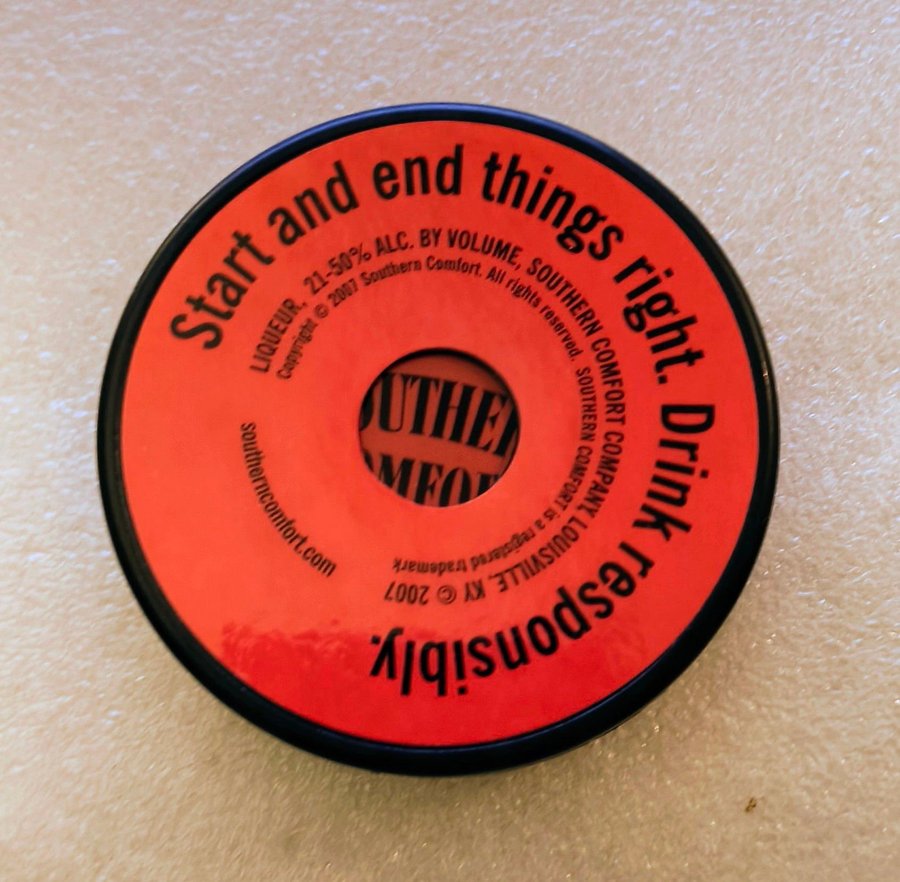 Start and end things right. Drink responsibly.
LIQUEUR, 21-50% ALC. BY VOLUME, SOUTHERN COMFORT COMPANY, LOUISVILLE, KY © 2007
Copyright © 2007 Southern Comfort. All rights reserved. SOUTHERN COMFORT is a registered trademark
southerncomfort.com
OUTHE
OMFO